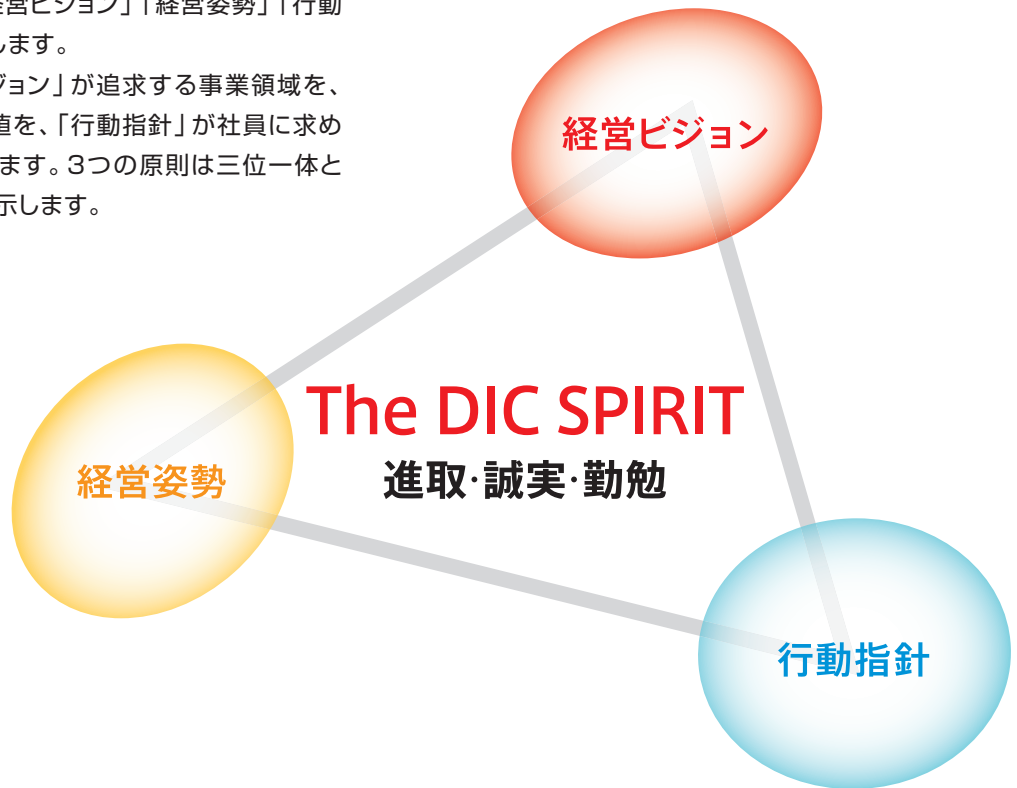 経営ビジョン」「経営姿勢」「行動
します。
ジョン」が追求する事業領域を、
値を、「行動指針」が社員に求め
ます。3つの原則は三位一体と
示します。
経営ビジョン
The DIC SPIRIT
進取·誠実·勤勉
経営姿勢
行動指針